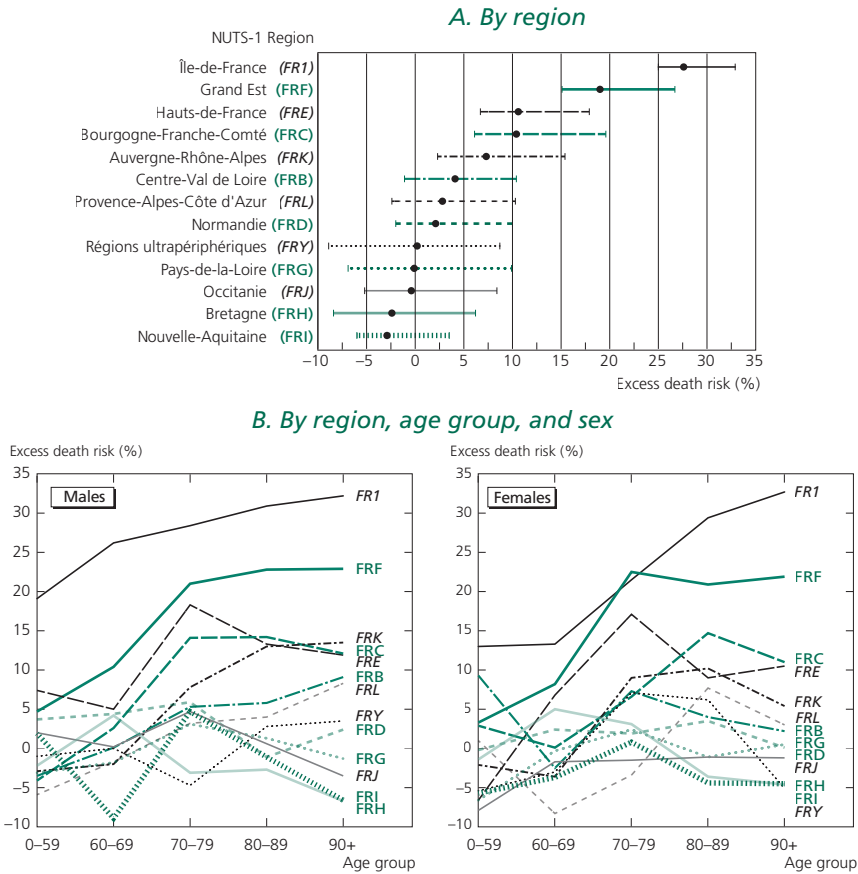 A. By region
NUTS-1 Region
Île-de-France (FR1)
Grand Est (FRF)
Hauts-de-France (FRE)
Bourgogne-Franche-Comté (FRC)
Auvergne-Rhône-Alpes (FRK)
Centre-Val de Loire (FRB)
Provence-Alpes-Côte d'Azur (FRL)
Normandie (FRD)
Régions ultrapériphériques (FRY)
Pays-de-la-Loire (FRG)
Occitanie (FRJ)
Bretagne (FRH)
Nouvelle-Aquitaine (FRI)
−10 −5 0 5 10 15 20 25 30 35
Excess death risk (%)
B. By region, age group, and sex
Excess death risk (%)
35
30
25
20
15
10
5
0
−5
−10
Males
FR1
FRF
FRK
FRC
FRE
FRB
FRL
FRY
FRD
FRG
FRJ
FRI
FRH
0–59 60–69 70–79 80–89 90+
Age group
Excess death risk (%)
35
30
25
20
15
10
5
0
−5
−10
Females
FR1
FRF
FRC
FRE
FRK
FRL
FRB
FRG
FRD
FRJ
FRH
FRI
FRY
0–59 60–69 70–79 80–89 90+
Age group